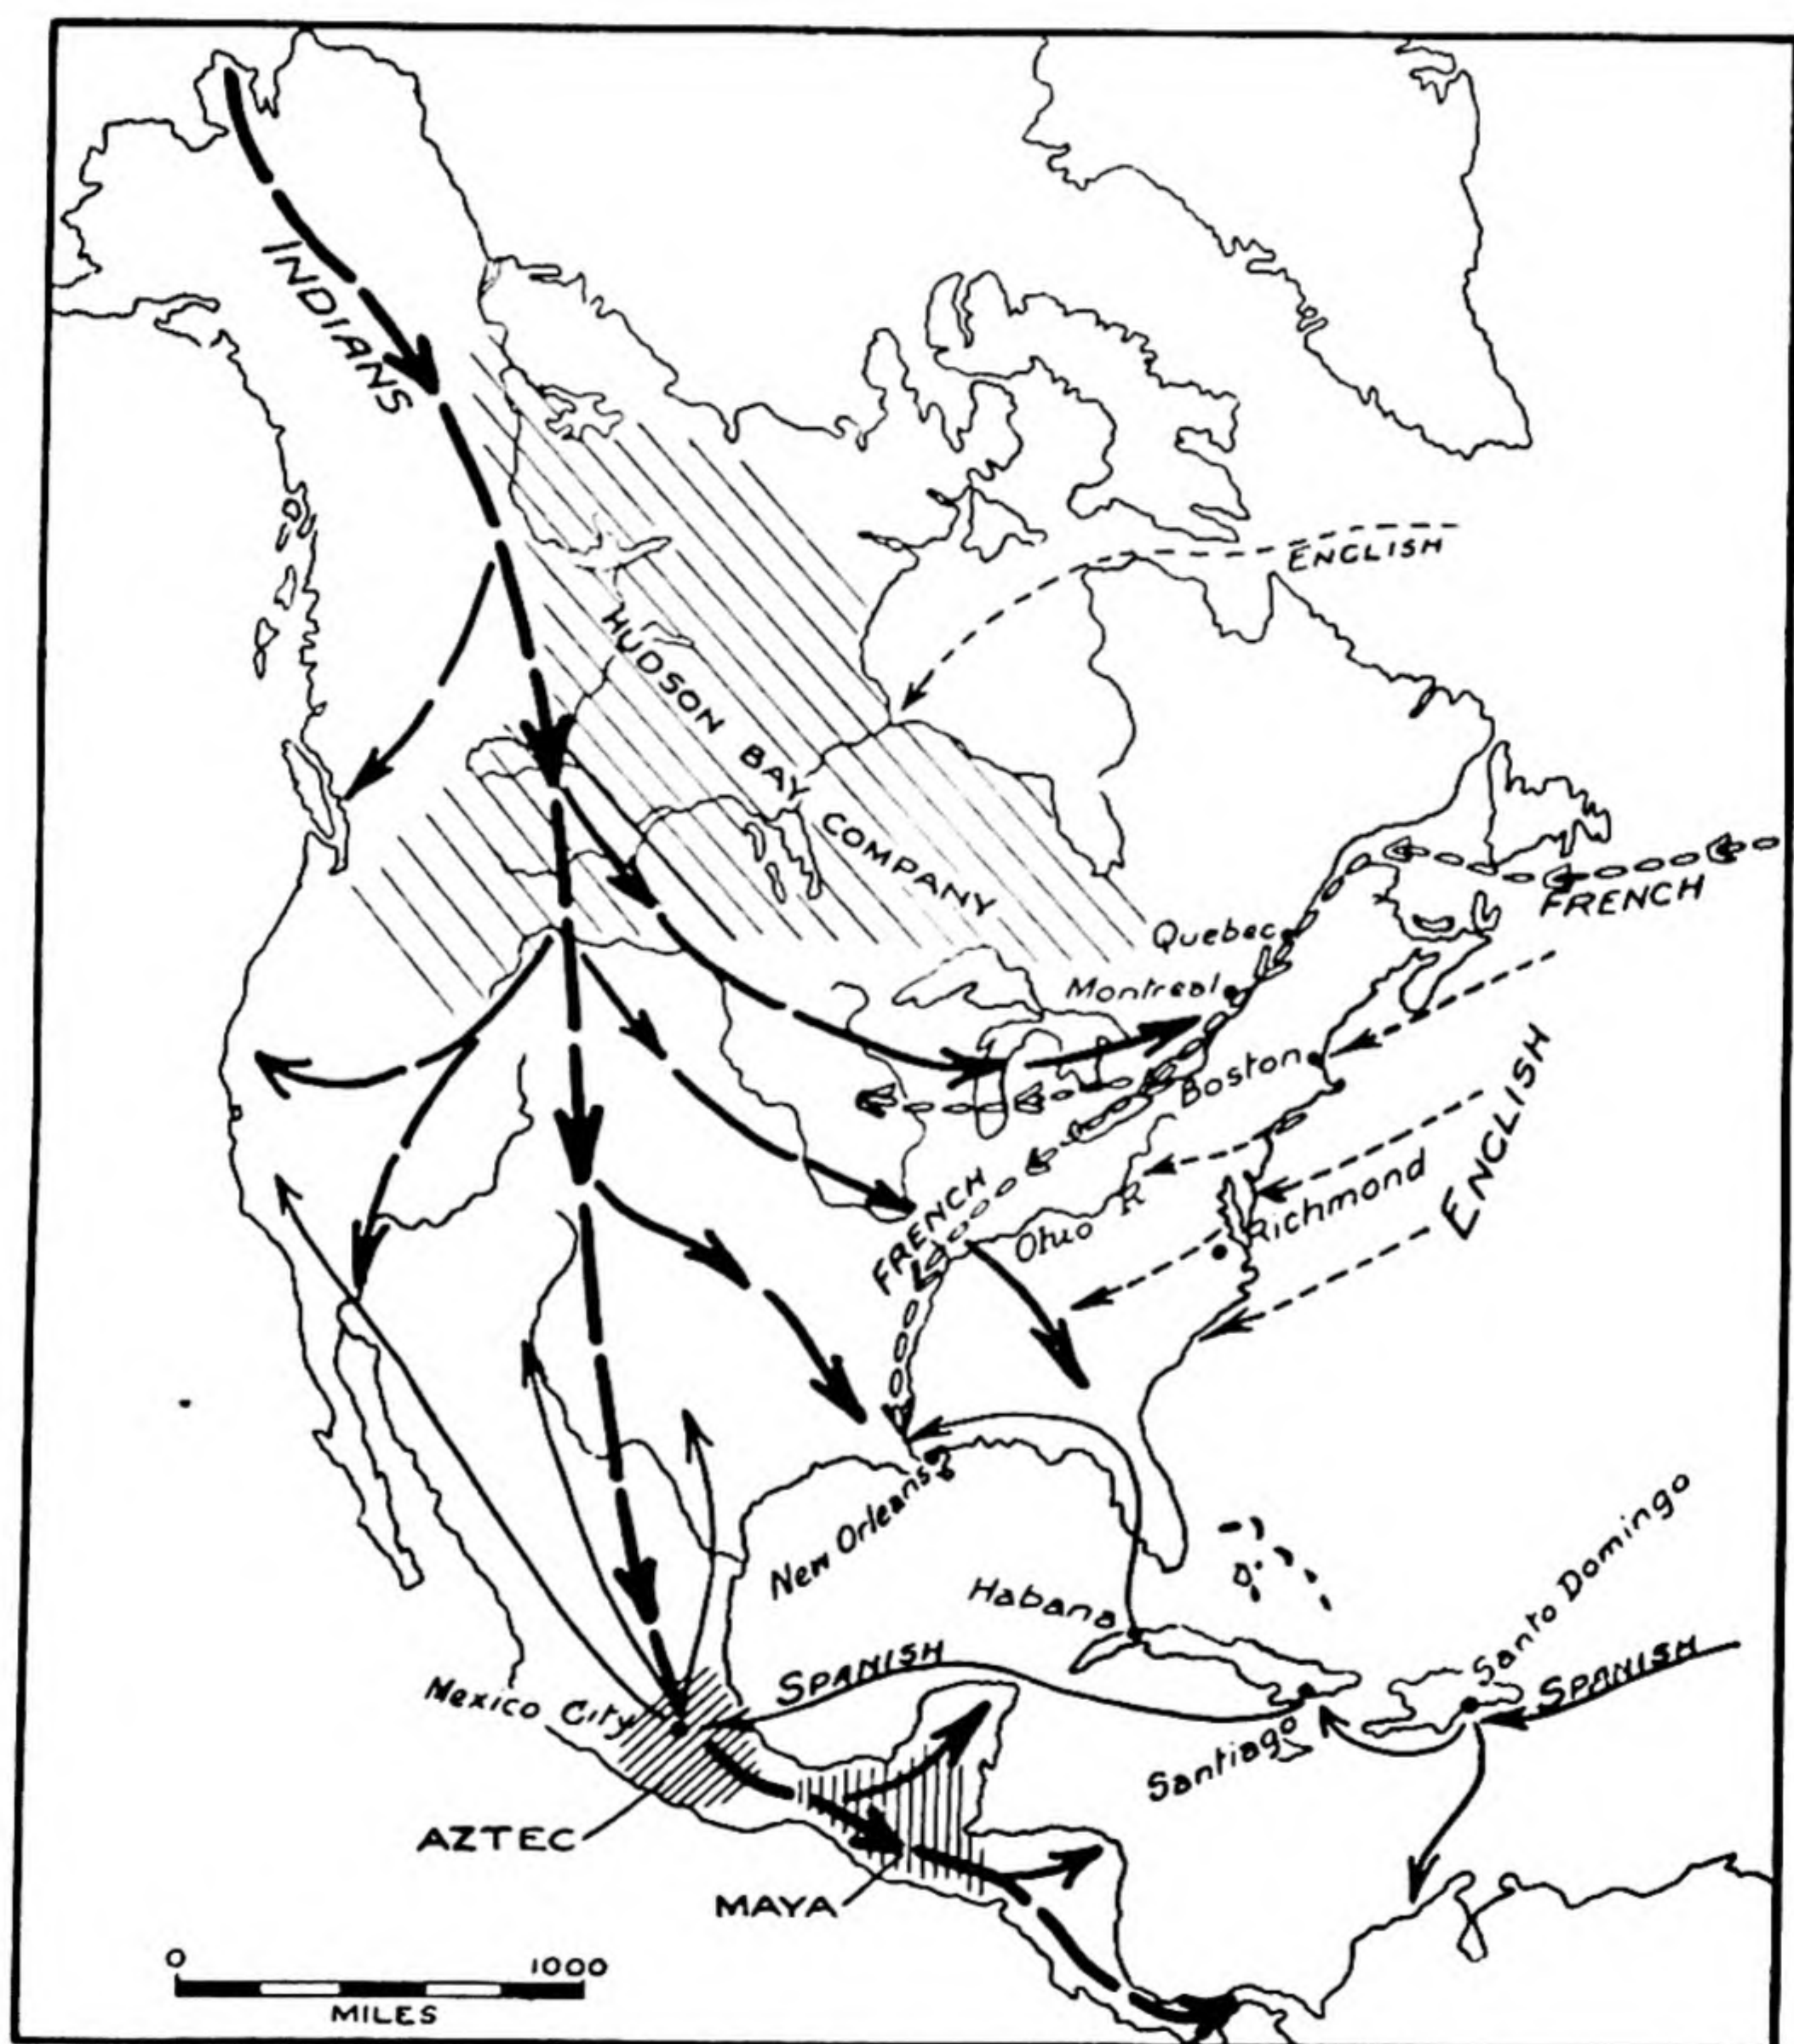 INDIANS
ENGLISH
HUDSON BAY COMPANY
FRENCH
Quebec
Montreal
Boston
ENGLISH
Richmond
Ohio R
FRENCH
New Orleans
Habana
Santo Domingo
SPANISH
SPANISH
Mexico City
Santiago
AZTEC
MAYA
0 1000
MILES